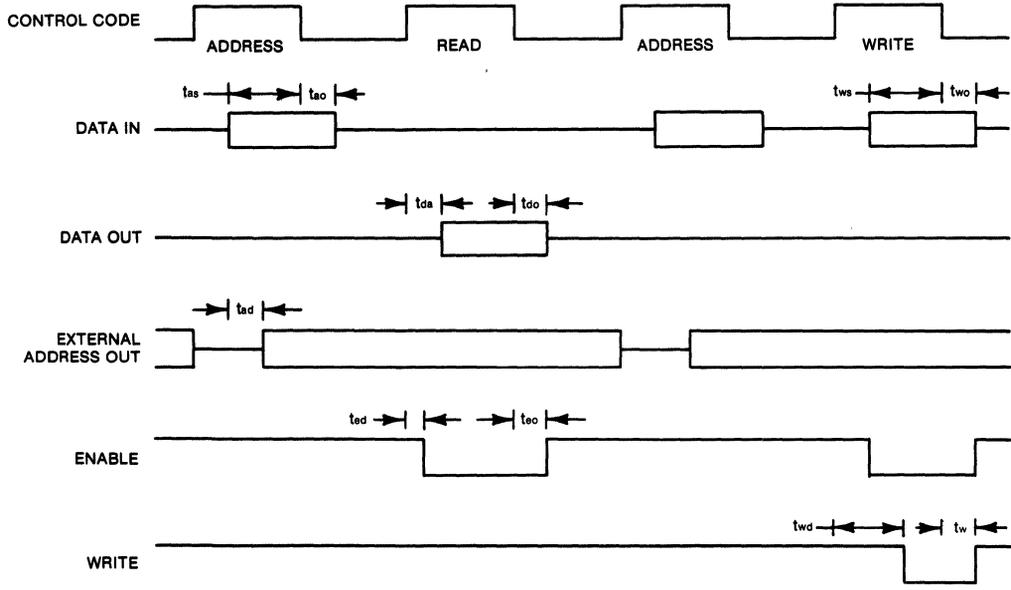 CONTROL CODE
ADDRESS
READ
ADDRESS
WRITE
tas
tao
tws
two
DATA IN
tda
tdo
DATA OUT
tad
EXTERNAL
ADDRESS OUT
ted
teo
ENABLE
twd
tw
WRITE